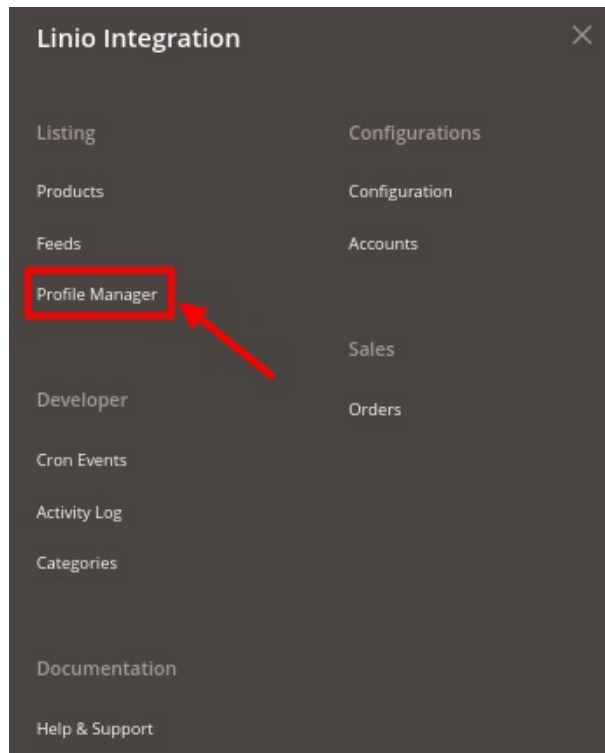 Linio Integration
Listing
Products
Feeds
Profile Manager
Developer
Cron Events
Activity Log
Categories
Documentation
Help & Support
Configurations
Configuration
Accounts
Sales
Orders